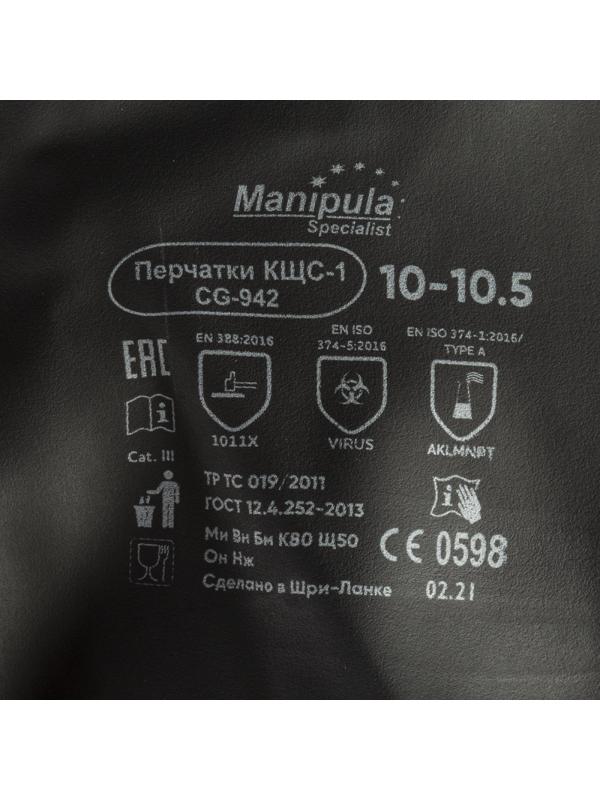 Manipula
Specialist
Перчатки КЩС-1
CG-942
10-10.5
EAC
EN 388:2016
EN ISO
374-5:2016
EN ISO 374-1:2016/
TYPE A
1011X
VIRUS
AKLMNPT
Cat. III
ТР ТС 019/2011
ГОСТ 12.4.252-2013
Ми Вн Бм К80 Щ50
Он Нж
Сделано в Шри-Ланке
CE 0598
02.21